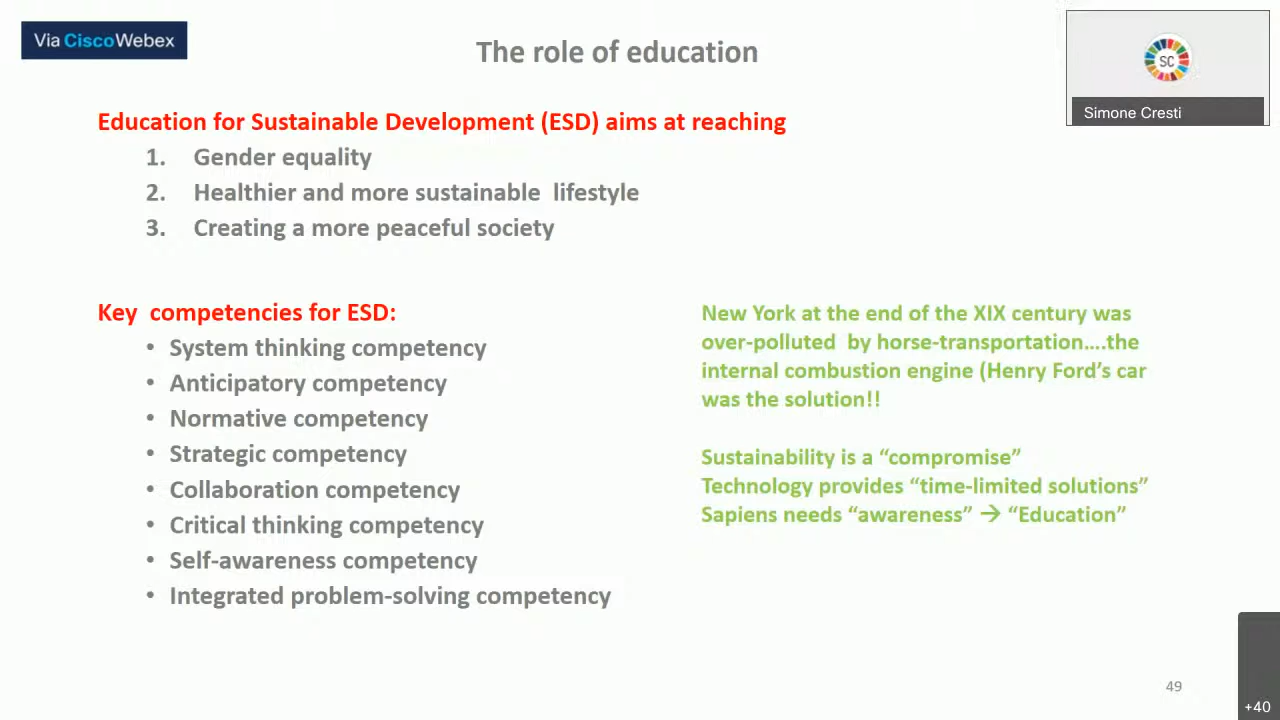 Via CiscoWebex
The role of education
SC
Simone Cresti
Education for Sustainable Development (ESD) aims at reaching
1. Gender equality
2. Healthier and more sustainable lifestyle
3. Creating a more peaceful society
Key competencies for ESD:
• System thinking competency
• Anticipatory competency
• Normative competency
• Strategic competency
• Collaboration competency
• Critical thinking competency
• Self-awareness competency
• Integrated problem-solving competency
New York at the end of the XIX century was
over-polluted by horse-transportation....the
internal combustion engine (Henry Ford's car
was the solution!!
Sustainability is a “compromise”
Technology provides “time-limited solutions”
Sapiens needs “awareness” → “Education”
49
+40